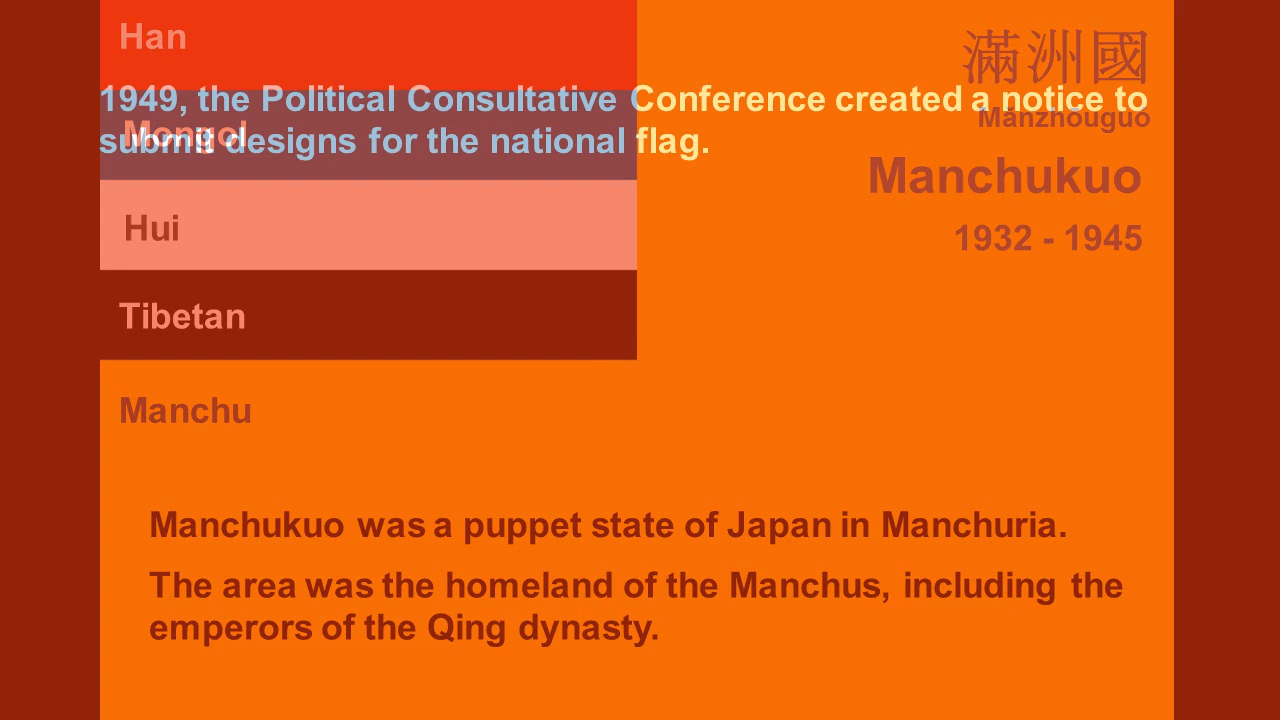 Han
滿洲國
1949, the Political Consultative Conference created a notice to
Mǎnzhōuguó
Mongol
submit designs for the national flag.
Manchukuo
Hui
1932 - 1945
Tibetan
Manchu
Manchukuo was a puppet state of Japan in Manchuria.
The area was the homeland of the Manchus, including the
emperors of the Qing dynasty.